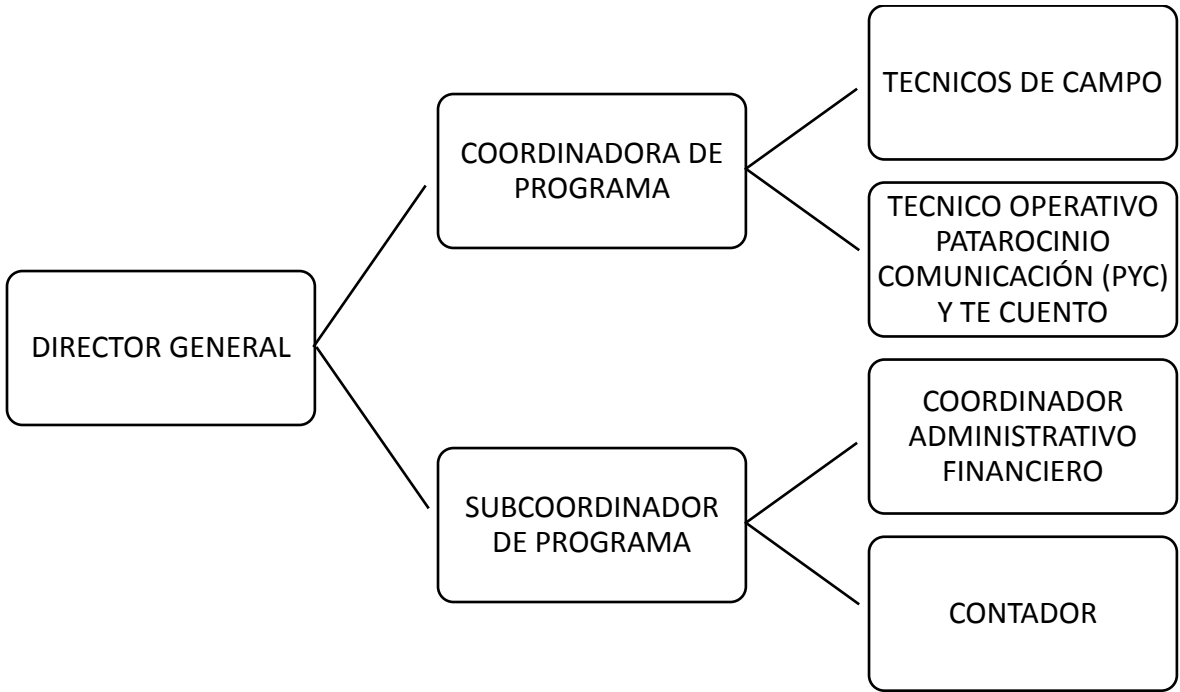 DIRECTOR GENERAL
COORDINADORA DE
PROGRAMA
TECNICOS DE CAMPO
TECNICO OPERATIVO
PATAROCINIO
COMUNICACIÓN (PYC)
Y TE CUENTO
SUBCOORDINADOR
DE PROGRAMA
COORDINADOR
ADMINISTRATIVO
FINANCIERO
CONTADOR